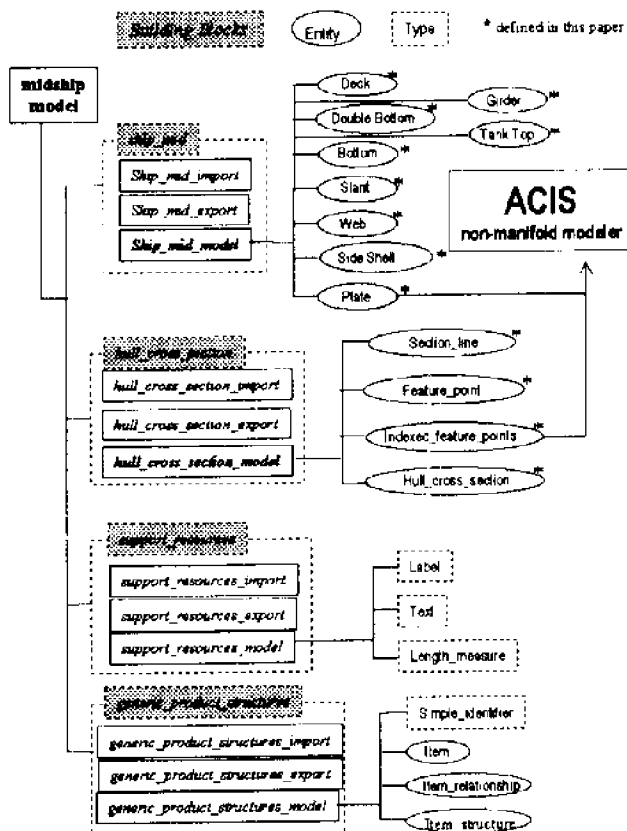 Building Blocks
Entity
Type
* defined in this paper
midship
model
ship_mid
Ship_mid_import
Ship_mid_export
Ship_mid_model
Deck *
Girder *
Double Bottom *
Tank Top *
Bottom *
Slant *
Web *
Side Shell *
Plate *
ACIS
non-manifold modeler
hull_cross_section
hull_cross_section_import
hull_cross_section_export
hull_cross_section_model
Section_line *
Feature_point *
Indexec_feature_points *
Hull_cross_section *
support_resources
support_resources_import
support_resources_export
support_resources_model
Label
Text
Length_measure
generic_product_structures
generic_product_structures_import
generic_product_structures_export
generic_product_structures_model
Simple_identifier
Item
Item_relationship
Item_structure